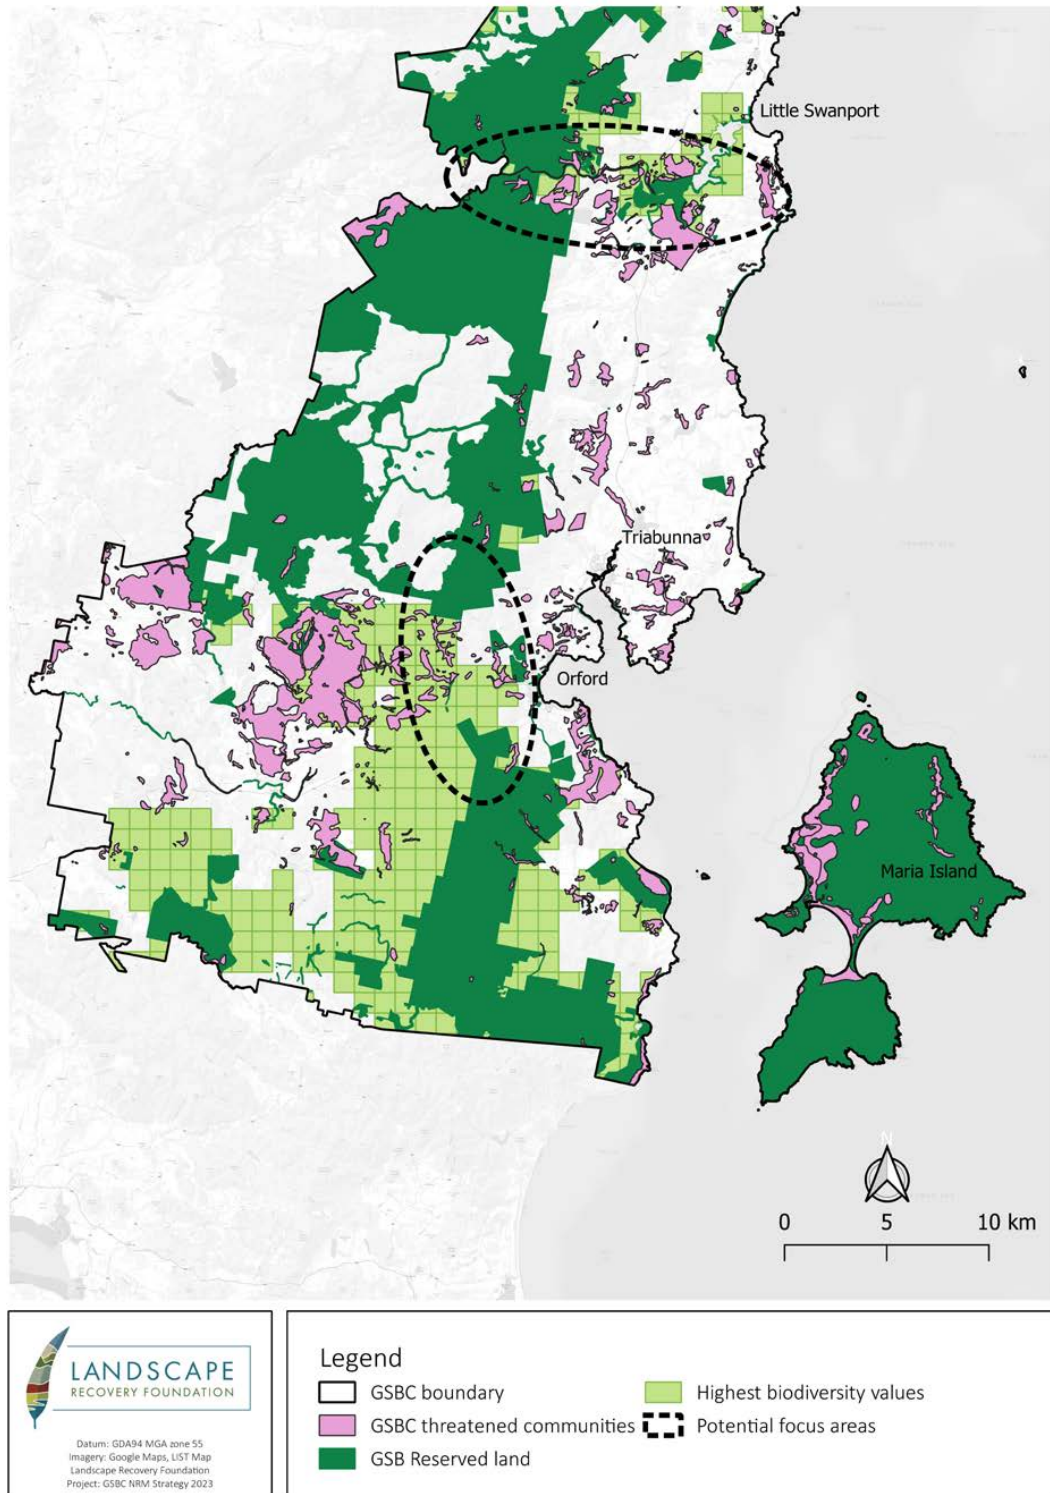 Little Swanport
Triabunna
Orford
Maria Island
N
0 5 10 km
LANDSCAPE
RECOVERY FOUNDATION
Datum: GDA94 MGA zone 55
Imagery: Google Maps, LIST Map
Landscape Recovery Foundation
Project: GSBC NRM Strategy 2023
Legend
GSBC boundary
GSBC threatened communities
GSB Reserved land
Highest biodiversity values
Potential focus areas